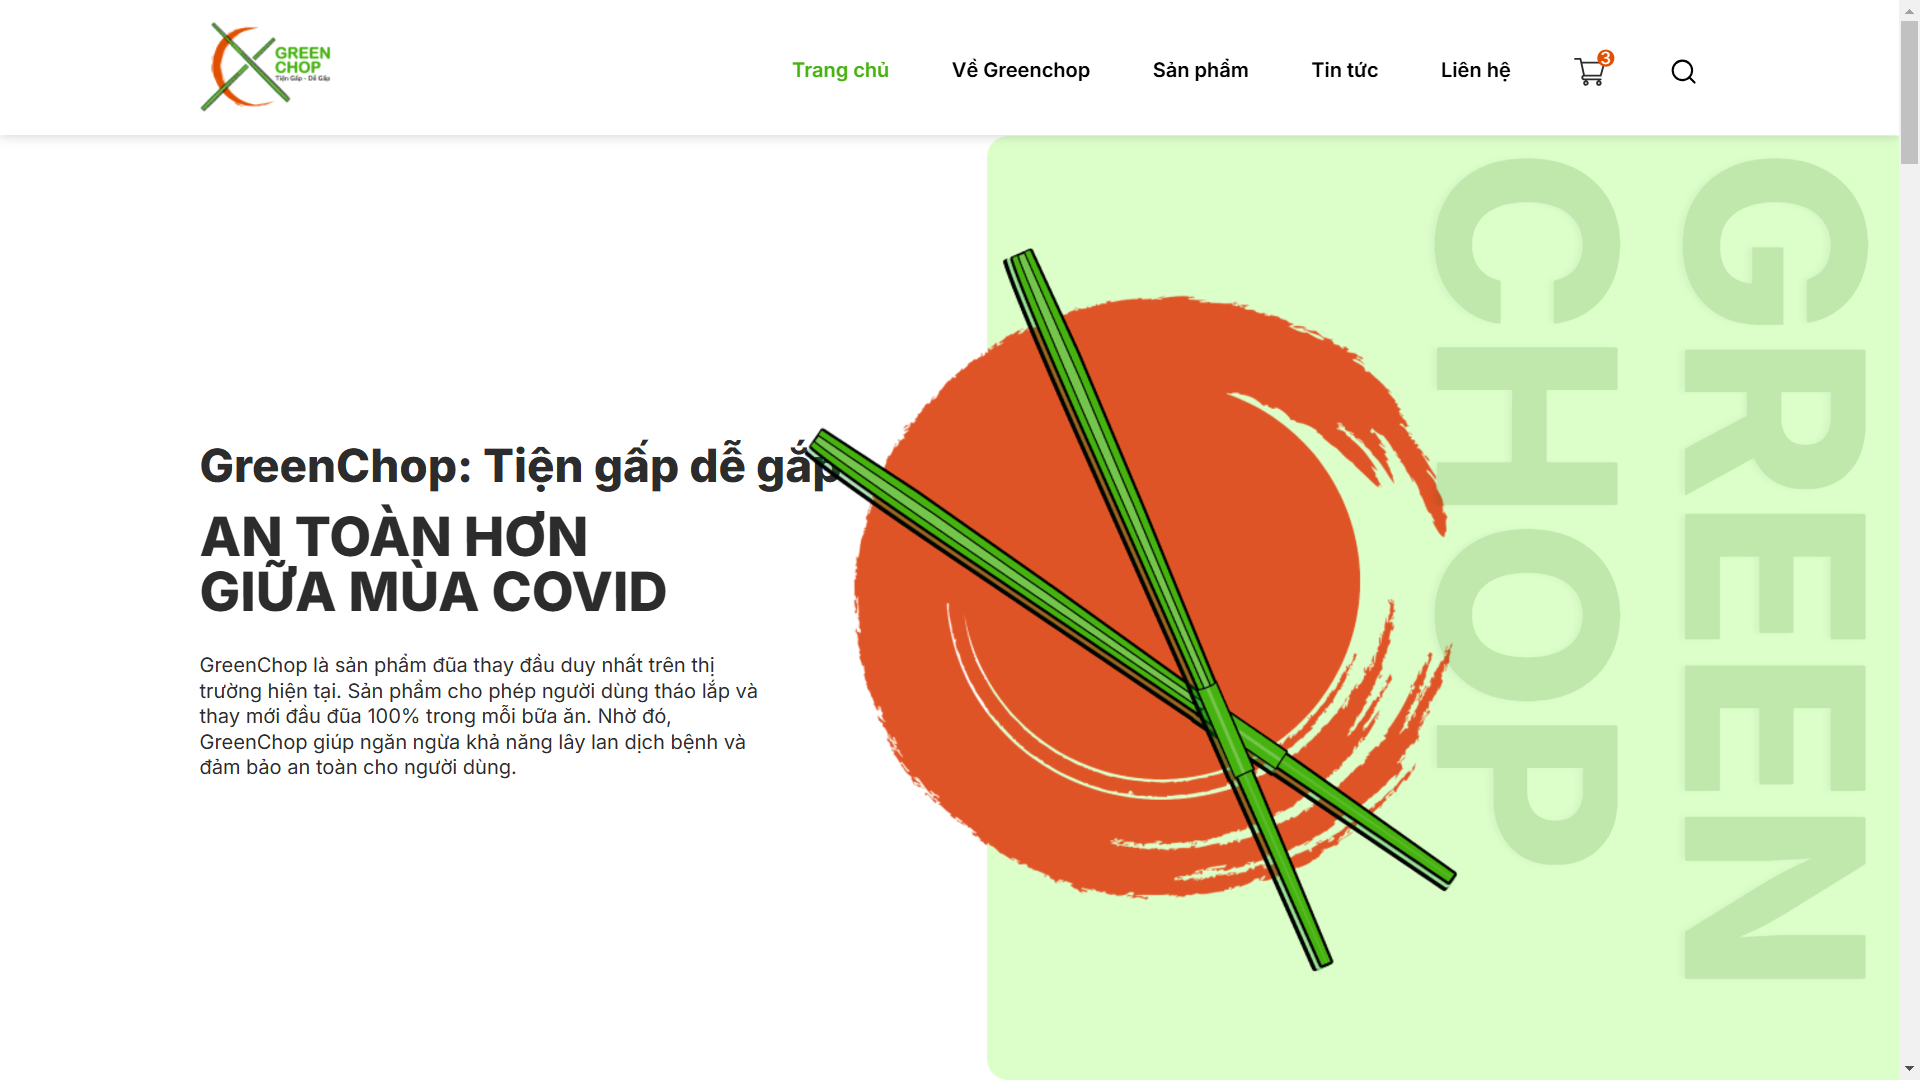 GREEN
CHOP
Tiện Gấp - Dễ Gắp
Trang chủ
Về Greenchop
Sản phẩm
Tin tức
Liên hệ
3
GreenChop: Tiện gấp dễ gắp
AN TOÀN HƠN
GIỮA MÙA COVID
GreenChop là sản phẩm đũa thay đầu duy nhất trên thị
trường hiện tại. Sản phẩm cho phép người dùng tháo lắp và
thay mới đầu đũa 100% trong mỗi bữa ăn. Nhờ đó,
GreenChop giúp ngăn ngừa khả năng lây lan dịch bệnh và
đảm bảo an toàn cho người dùng.
GREEN
CHOP